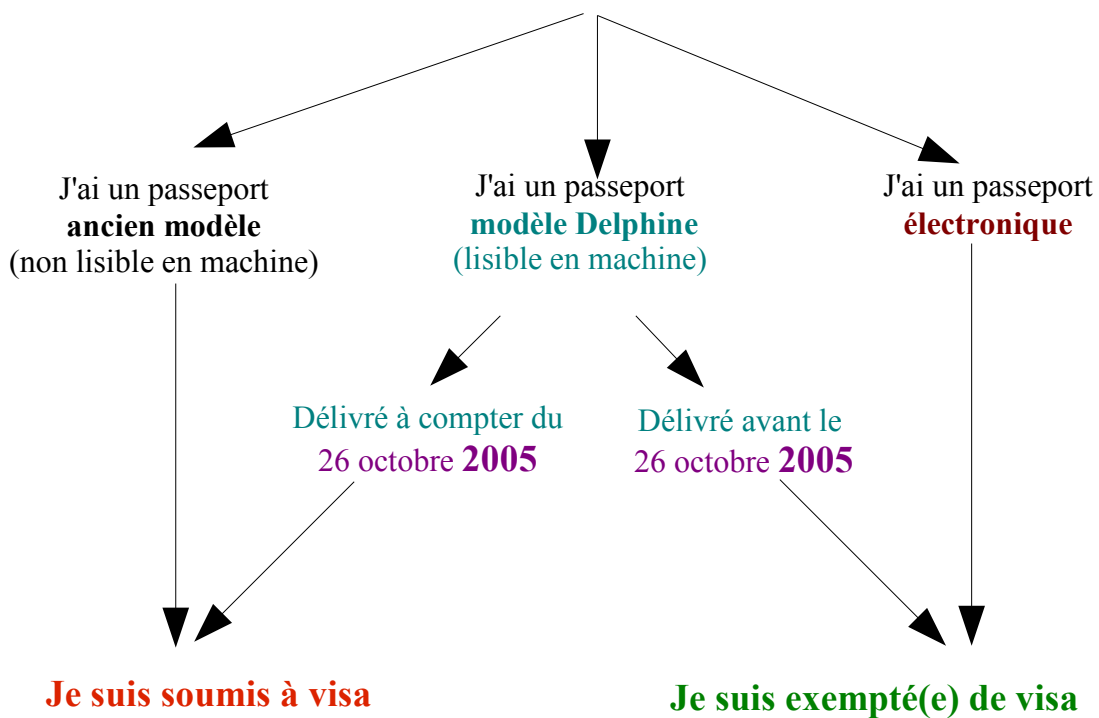 J'ai un passeport
ancien modèle
(non lisible en machine)
J'ai un passeport
modèle Delphine
(lisible en machine)
J'ai un passeport
électronique
Délivré à compter du
26 octobre 2005
Délivré avant le
26 octobre 2005
Je suis soumis à visa
Je suis exempté(e) de visa